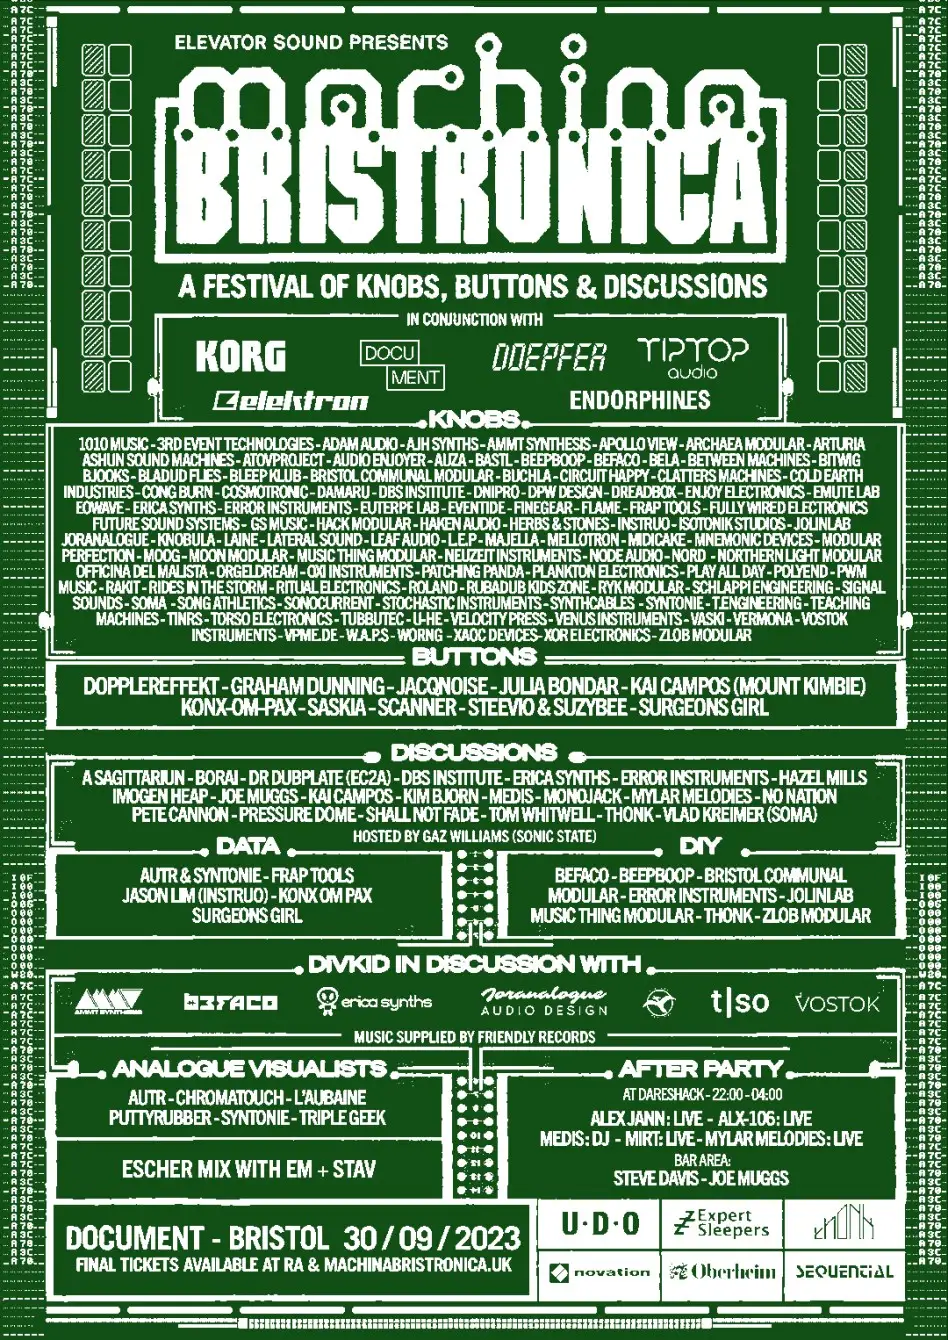 ELEVATOR SOUND PRESENTS
machina
BRISTRONICA
A FESTIVAL OF KNOBS, BUTTONS & DISCUSSIONS
IN CONJUNCTION WITH
KORG
DOCU
MENT
DOEPFER
TIPTOP
audio
elektron
ENDORPHINES
KNOBS
1010 MUSIC - 3RD EVENT TECHNOLOGIES - ADAM AUDIO - AJH SYNTHS - AMMT SYNTHESIS - APOLLO VIEW - ARCHAEA MODULAR - ARTURIA
ASHUN SOUND MACHINES - ATOVPROJECT - AUDIO ENJOYER - AUZA - BASTL - BEEPBOOP - BEFACO - BELA - BETWEEN MACHINES - BITWIG
BJOOKS - BLADUD FLIES - BLEEP KLUB - BRISTOL COMMUNAL MODULAR - BUCHLA - CIRCUIT HAPPY - CLATTERS MACHINES - COLD EARTH
INDUSTRIES - CONG BURN - COSMOTRONIC - DAMARU - DBS INSTITUTE - DNIPRO - DPW DESIGN - DREADBOX - ENJOY ELECTRONICS - EMUTE LAB
EOWAVE - ERICA SYNTHS - ERROR INSTRUMENTS - EUTERPE LAB - EVENTIDE - FINEGEAR - FLAME - FRAP TOOLS - FULLY WIRED ELECTRONICS
FUTURE SOUND SYSTEMS - GS MUSIC - HACK MODULAR - HAKEN AUDIO - HERBS & STONES - INSTRUO - ISOTONIK STUDIOS - JOLINLAB
JORANALOGUE - KNOBULA - LAINE - LATERAL SOUND - LEAF AUDIO - L.E.P - MAJELLA - MELLOTRON - MIDICAKE - MNEMONIC DEVICES - MODULAR
PERFECTION - MOOG - MOON MODULAR - MUSIC THING MODULAR - NEUZEIT INSTRUMENTS - NODE AUDIO - NORD - NORTHERN LIGHT MODULAR
OFFICINA DEL MALISTA - ORGELDREAM - OXI INSTRUMENTS - PATCHING PANDA - PLANKTON ELECTRONICS - PLAY ALL DAY - POLYEND - PWM
MUSIC - RAKIT - RIDES IN THE STORM - RITUAL ELECTRONICS - ROLAND - RUBADUB KIDS ZONE - RYK MODULAR - SCHLAPPI ENGINEERING - SIGNAL
SOUNDS - SOMA - SONG ATHLETICS - SONOCURRENT - STOCHASTIC INSTRUMENTS - SYNTHCABLES - SYNTONIE - T.ENGINEERING - TEACHING
MACHINES - TINRS - TORSO ELECTRONICS - TUBBUTEC - U-HE - VELOCITY PRESS - VENUS INSTRUMENTS - VASKI - VERMONA - VOSTOK
INSTRUMENTS - VPME.DE - W.A.P.S - WORNG - XAOC DEVICES- XOR ELECTRONICS - ZLOB MODULAR
BUTTONS
DOPPLEREFFEKT - GRAHAM DUNNING - JACQNOISE - JULIA BONDAR - KAI CAMPOS (MOUNT KIMBIE)
KONX-OM-PAX - SASKIA - SCANNER - STEEVIO & SUZYBEE - SURGEONS GIRL
DISCUSSIONS
A SAGITTARIUN - BORAI - DR DUBPLATE (EC2A) - DBS INSTITUTE - ERICA SYNTHS - ERROR INSTRUMENTS - HAZEL MILLS
IMOGEN HEAP - JOE MUGGS - KAI CAMPOS - KIM BJORN - MEDIS - MONOJACK - MYLAR MELODIES - NO NATION
PETE CANNON - PRESSURE DOME - SHALL NOT FADE - TOM WHITWELL - THONK - VLAD KREIMER (SOMA)
HOSTED BY GAZ WILLIAMS (SONIC STATE)
DATA
AUTR & SYNTONIE - FRAP TOOLS
JASON LIM (INSTRUO) - KONX OM PAX
SURGEONS GIRL
DIY
BEFACO - BEEPBOOP - BRISTOL COMMUNAL
MODULAR - ERROR INSTRUMENTS - JOLINLAB
MUSIC THING MODULAR - THONK - ZLOB MODULAR
DIVKID IN DISCUSSION WITH
AMMT SYNTHESIS
BEFACO
erica synths
Joranalogue
AUDIO DESIGN
t|so
VOSTOK
MUSIC SUPPLIED BY FRIENDLY RECORDS
ANALOGUE VISUALISTS
AUTR - CHROMATOUCH - L'AUBAINE
PUTTYRUBBER - SYNTONIE - TRIPLE GEEK
ESCHER MIX WITH EM + STAV
AFTER PARTY
AT DARESHACK - 22:00 - 04:00
ALEX JANN: LIVE - ALX-106: LIVE
MEDIS: DJ - MIRT: LIVE - MYLAR MELODIES: LIVE
BAR AREA:
STEVE DAVIS - JOE MUGGS
DOCUMENT - BRISTOL 30 / 09 / 2023
FINAL TICKETS AVAILABLE AT RA & MACHINABRISTRONICA.UK
U·D·O
Expert
Sleepers
novation
Oberheim
SEQUENTIAL